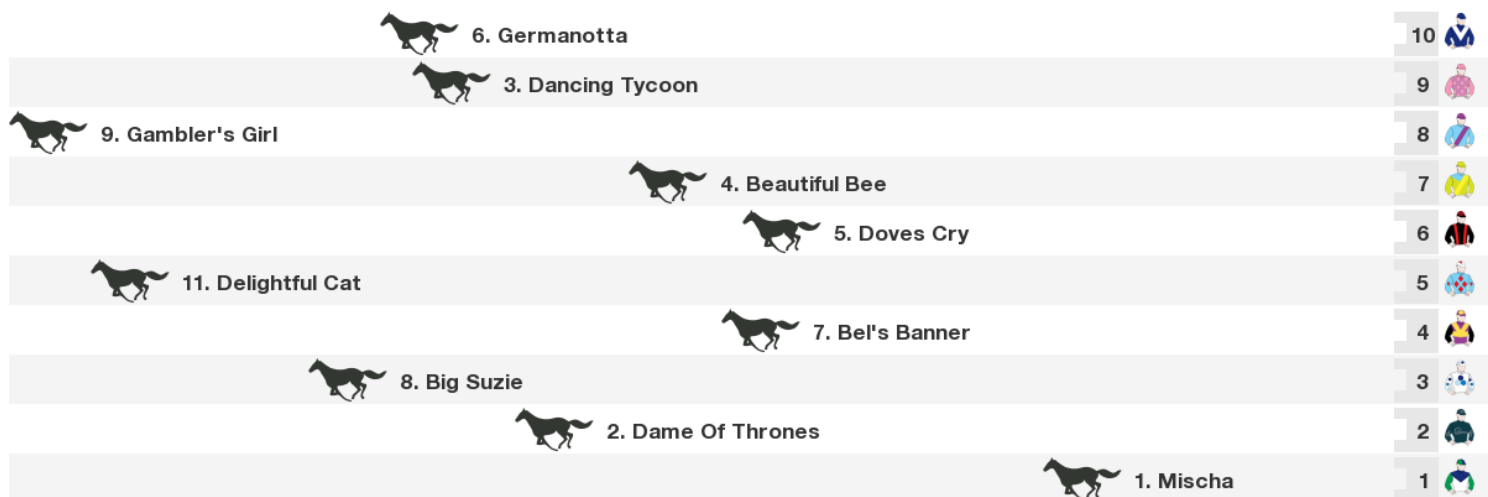 6. Germanotta 10
3. Dancing Tycoon 9
9. Gambler's Girl 8
4. Beautiful Bee 7
5. Doves Cry 6
11. Delightful Cat 5
7. Bel's Banner 4
8. Big Suzie 3
2. Dame Of Thrones 2
1. Mischa 1